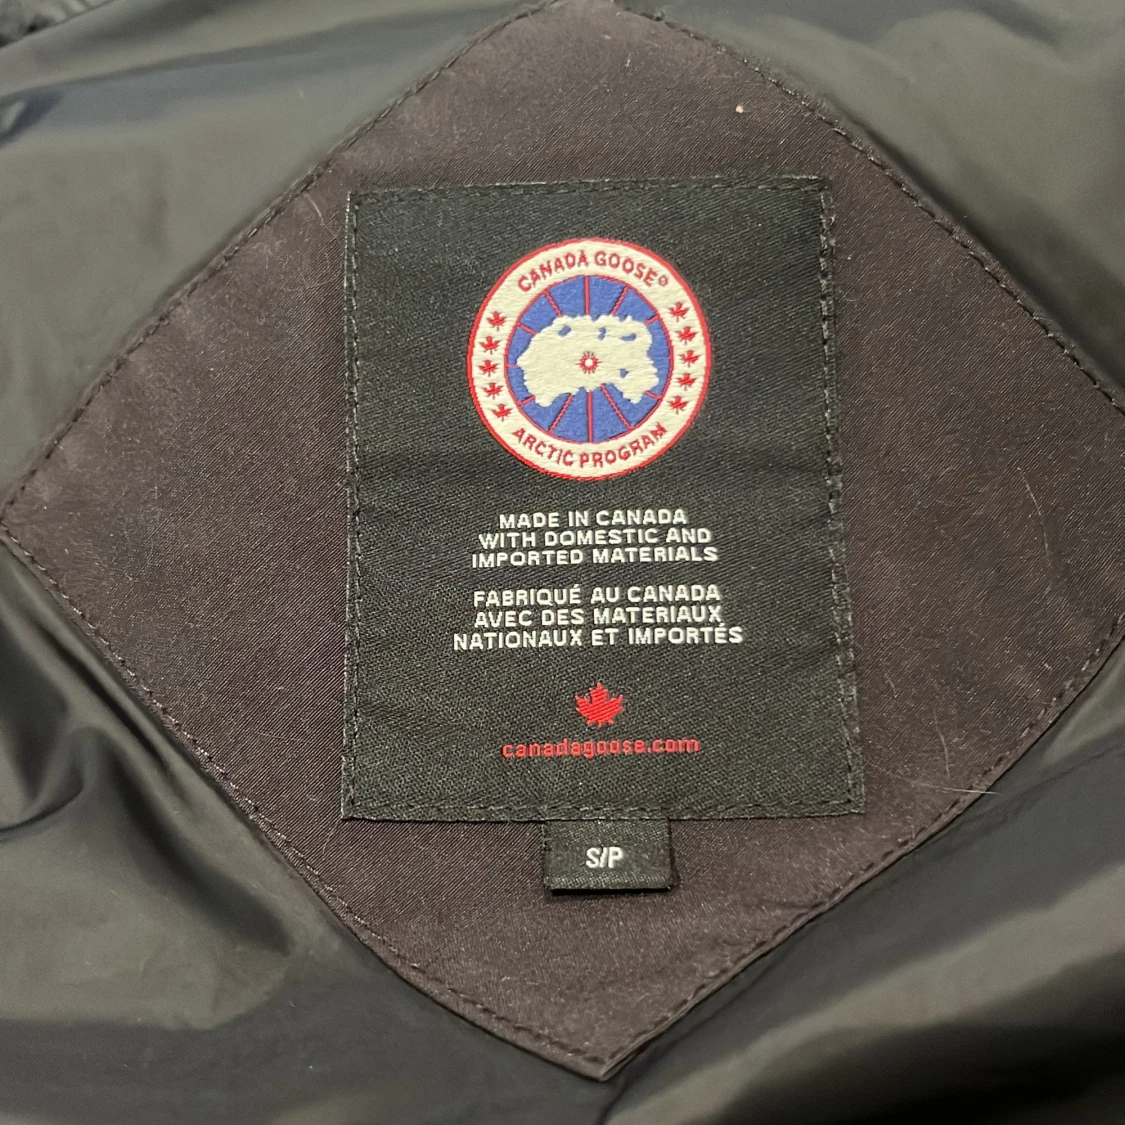 CANADA GOOSE®
ARCTIC PROGRAM
MADE IN CANADA
WITH DOMESTIC AND
IMPORTED MATERIALS
FABRIQUÉ AU CANADA
AVEC DES MATERIAUX
NATIONAUX ET IMPORTÉS
canadagoose.com
S/P